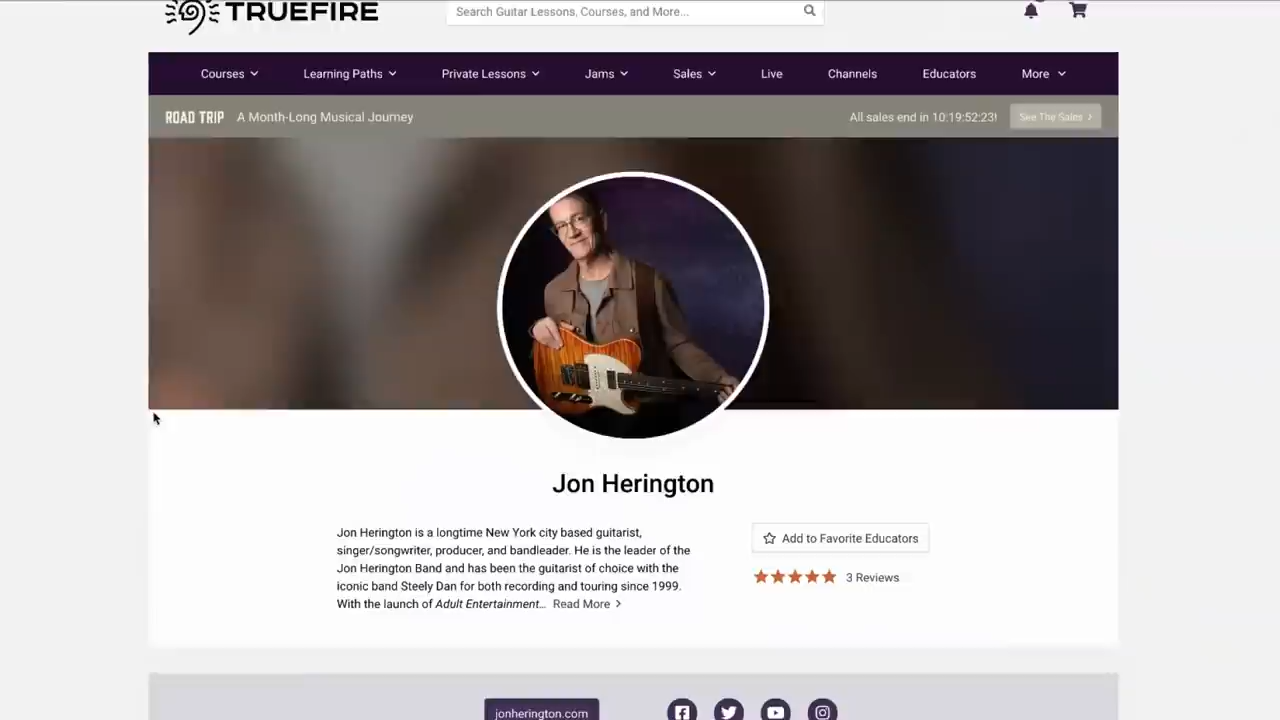 TRUEFIRE
Search Guitar Lessons, Courses, and More...
Courses Learning Paths Private Lessons Jams Sales Live Channels Educators More
ROAD TRIP A Month-Long Musical Journey All sales end in 10:19:52:23! See The Sales
Jon Herington
Jon Herington is a longtime New York city based guitarist,
singer/songwriter, producer, and bandleader. He is the leader of the
Jon Herington Band and has been the guitarist of choice with the
iconic band Steely Dan for both recording and touring since 1999.
With the launch of Adult Entertainment… Read More
Add to Favorite Educators
3 Reviews
jonherington.com